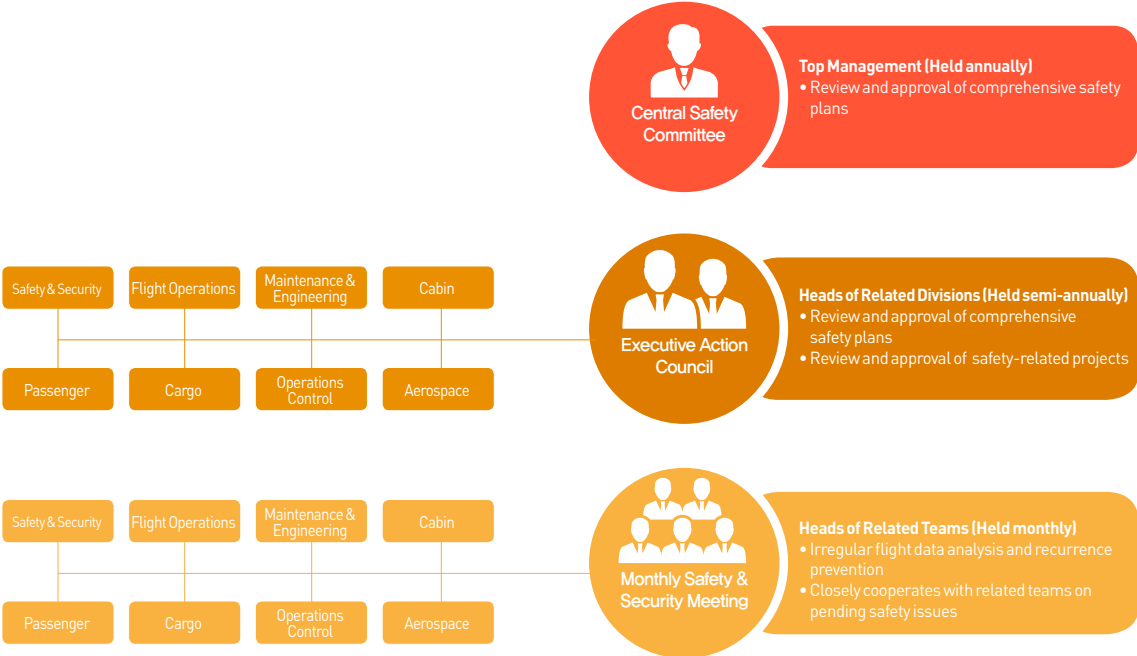 Central Safety
Committee
Top Management (Held annually)
• Review and approval of comprehensive safety
plans
Safety & Security
Flight Operations
Maintenance &
Engineering
Cabin
Passenger
Cargo
Operations
Control
Aerospace
Executive Action
Council
Heads of Related Divisions (Held semi-annually)
• Review and approval of comprehensive
safety plans
• Review and approval of safety-related projects
Safety & Security
Flight Operations
Maintenance &
Engineering
Cabin
Passenger
Cargo
Operations
Control
Aerospace
Monthly Safety &
Security Meeting
Heads of Related Teams (Held monthly)
• Irregular flight data analysis and recurrence
prevention
• Closely cooperates with related teams on
pending safety issues